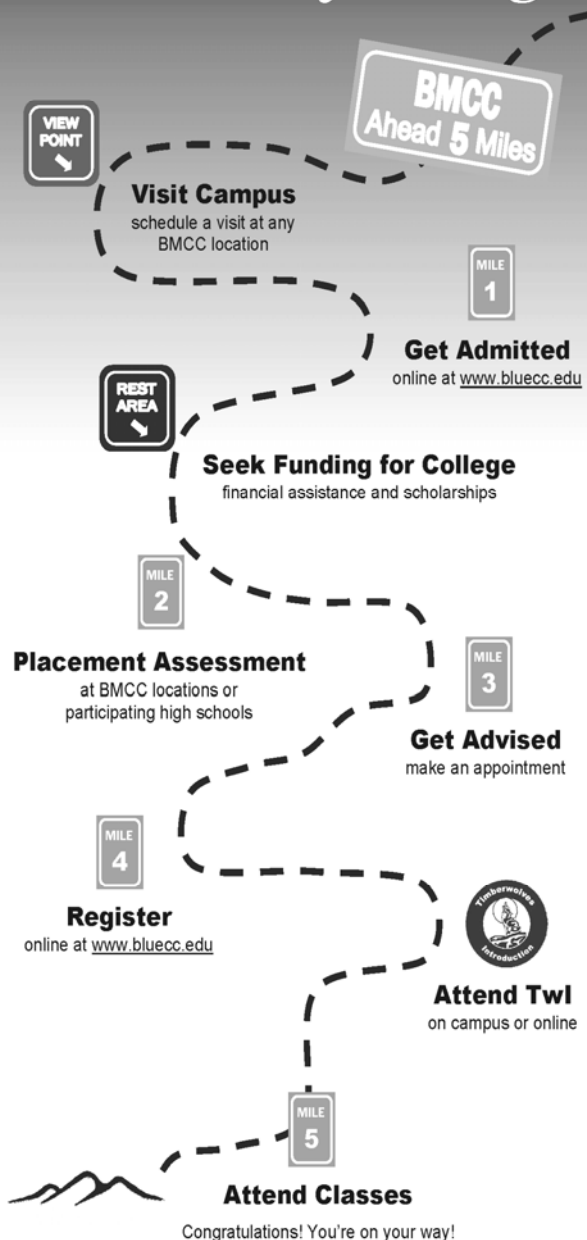 BMCC
Ahead 5 Miles
VIEW
POINT
Visit Campus
schedule a visit at any
BMCC location
MILE
1
Get Admitted
online at www.bluecc.edu
REST
AREA
Seek Funding for College
financial assistance and scholarships
MILE
2
Placement Assessment
at BMCC locations or
participating high schools
MILE
3
Get Advised
make an appointment
MILE
4
Register
online at www.bluecc.edu
Timberwolves
Introduction
Attend TwI
on campus or online
MILE
5
Attend Classes
Congratulations! You're on your way!